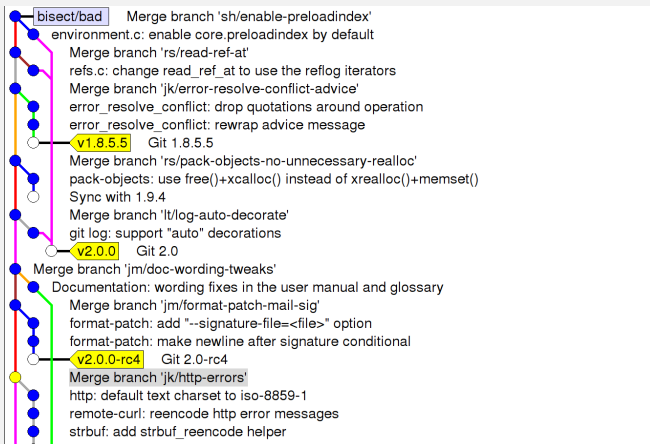 bisect/bad Merge branch 'sh/enable-preloadindex'
environment.c: enable core.preloadindex by default
Merge branch 'rs/read-ref-at'
refs.c: change read_ref_at to use the reflog iterators
Merge branch 'jk/error-resolve-conflict-advice'
error_resolve_conflict: drop quotations around operation
error_resolve_conflict: rewrap advice message
v1.8.5.5 Git 1.8.5.5
Merge branch 'rs/pack-objects-no-unnecessary-realloc'
pack-objects: use free()+xcalloc() instead of xrealloc()+memset()
Sync with 1.9.4
Merge branch 'lt/log-auto-decorate'
git log: support "auto" decorations
v2.0.0 Git 2.0
Merge branch 'jm/doc-wording-tweaks'
Documentation: wording fixes in the user manual and glossary
Merge branch 'jm/format-patch-mail-sig'
format-patch: add "--signature-file=<file>" option
format-patch: make newline after signature conditional
v2.0.0-rc4 Git 2.0-rc4
Merge branch 'jk/http-errors'
http: default text charset to iso-8859-1
remote-curl: reencode http error messages
strbuf: add strbuf_reencode helper